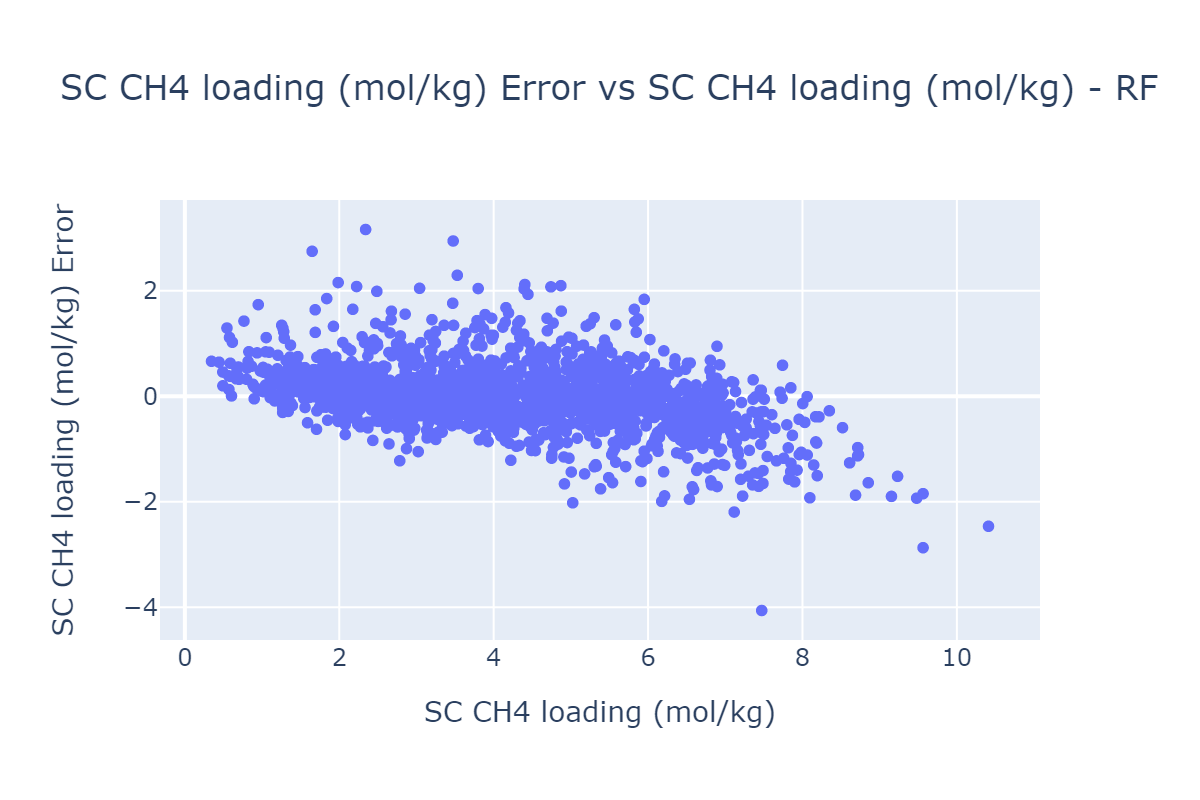 SC CH4 loading (mol/kg) Error vs SC CH4 loading (mol/kg) - RF
SC CH4 loading (mol/kg) Error
2
0
−2
−4
0 2 4 6 8 10
SC CH4 loading (mol/kg)